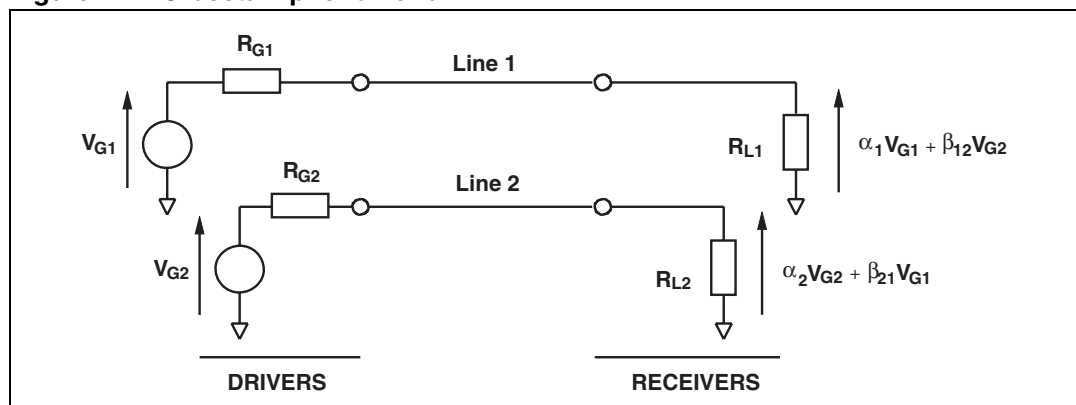 R_G1
Line 1
V_G1
R_L1
α_1V_G1 + β_12V_G2
R_G2
Line 2
V_G2
R_L2
α_2V_G2 + β_21V_G1
DRIVERS
RECEIVERS